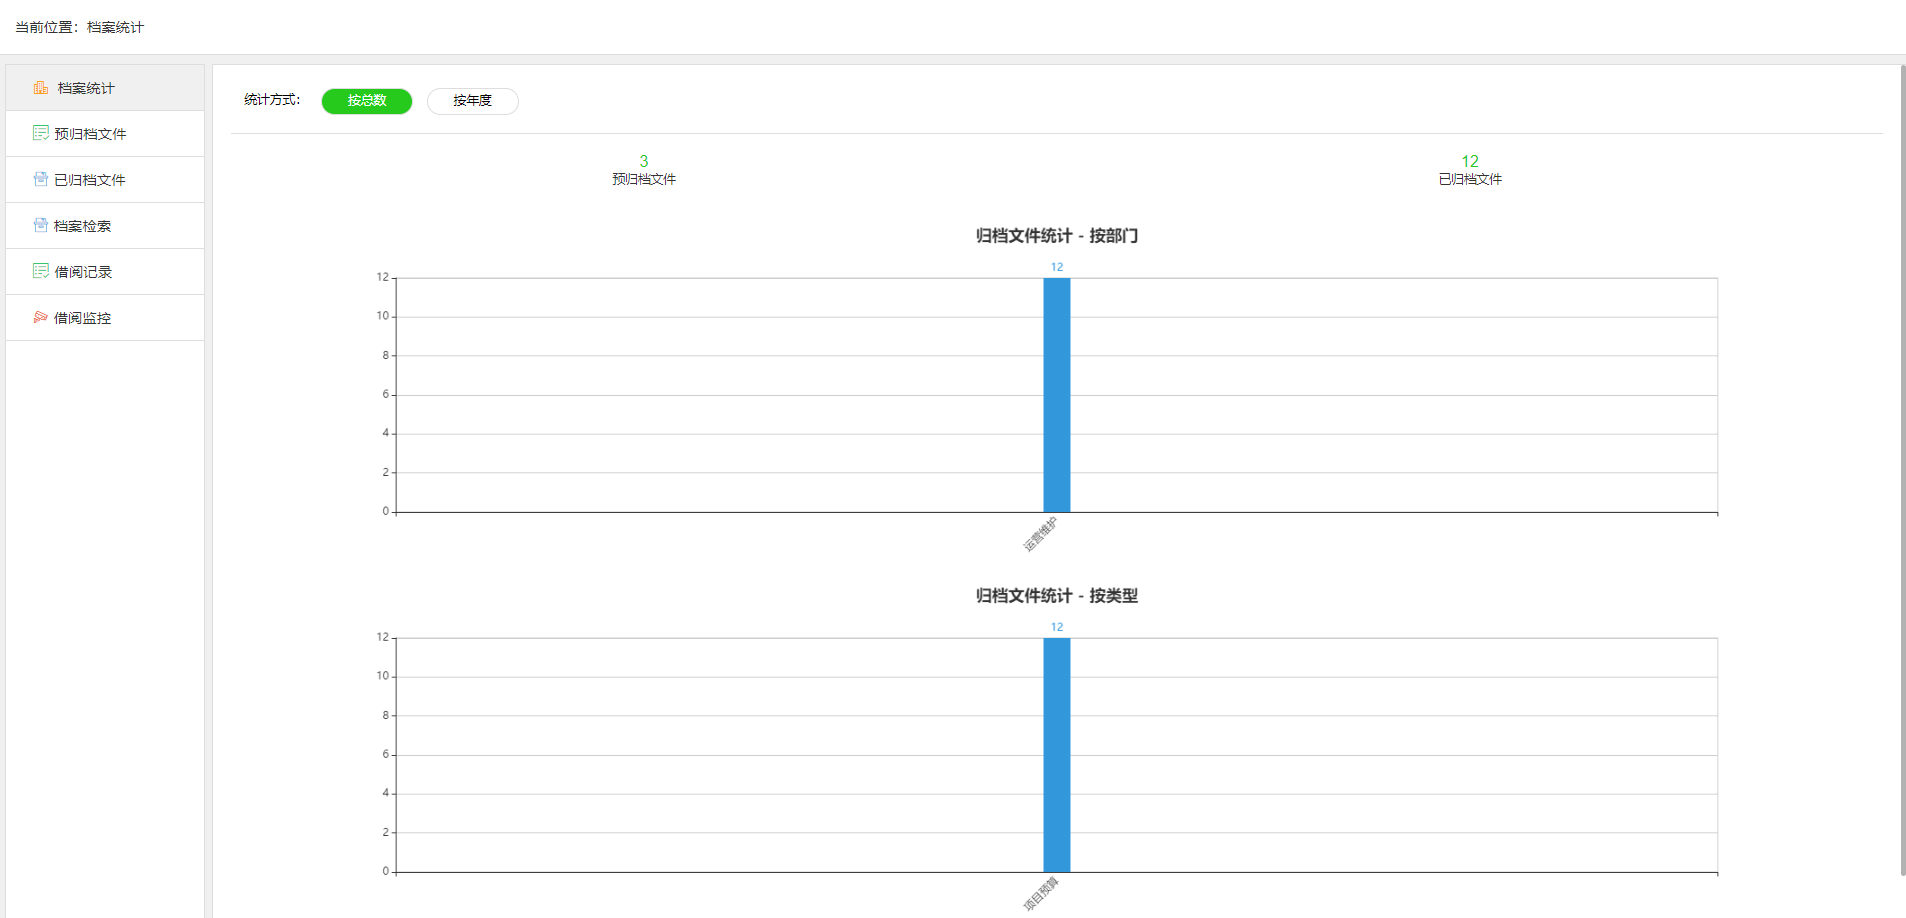 当前位置：档案统计
档案统计
预归档文件
已归档文件
档案检索
借阅记录
借阅监控
统计方式：
按总数
按年度
3
预归档文件
12
已归档文件
归档文件统计 - 按部门
12
12
10
8
6
4
2
0
运营维护
归档文件统计 - 按类型
12
12
10
8
6
4
2
0
项目预算